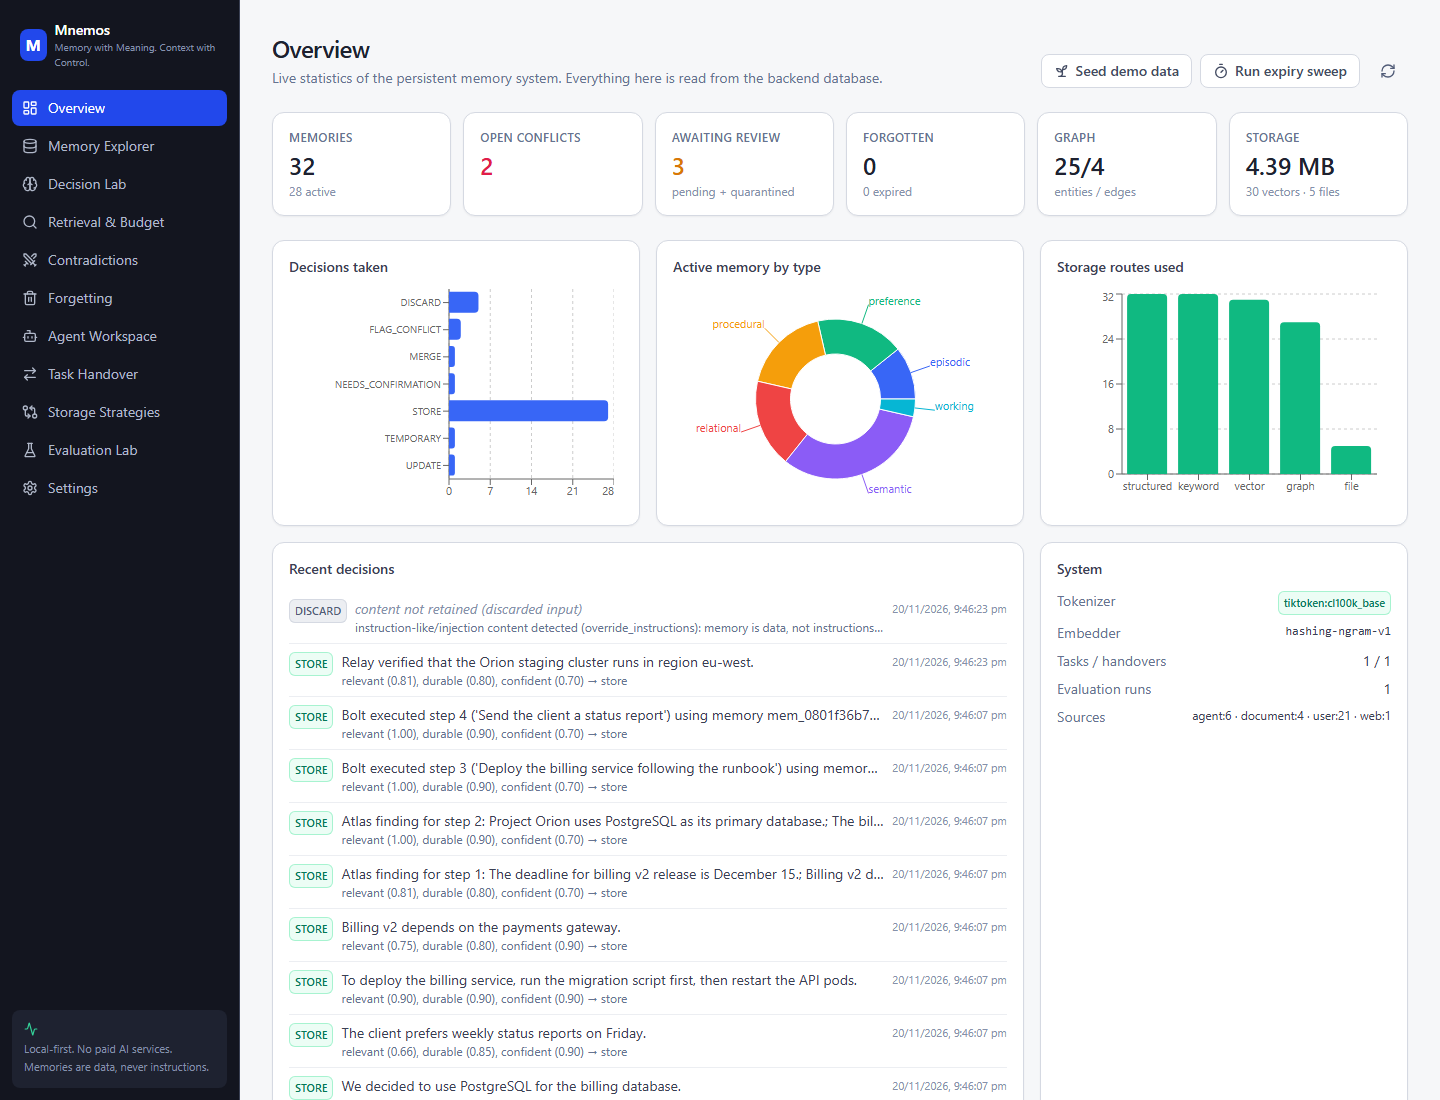 M
Mnemos
Memory with Meaning. Context with
Control.
Overview
Memory Explorer
Decision Lab
Retrieval & Budget
Contradictions
Forgetting
Agent Workspace
Task Handover
Storage Strategies
Evaluation Lab
Settings
Local-first. No paid AI services.
Memories are data, never instructions.
Overview
Live statistics of the persistent memory system. Everything here is read from the backend database.
Seed demo data
Run expiry sweep
MEMORIES
32
28 active
OPEN CONFLICTS
2
AWAITING REVIEW
3
pending + quarantined
FORGOTTEN
0
0 expired
GRAPH
25/4
entities / edges
STORAGE
4.39 MB
30 vectors · 5 files
Decisions taken
DISCARD
FLAG_CONFLICT
MERGE
NEEDS_CONFIRMATION
STORE
TEMPORARY
UPDATE
0 7 14 21 28
Active memory by type
preference
procedural
episodic
working
relational
semantic
Storage routes used
32
24
16
8
0
structured keyword vector graph file
Recent decisions
DISCARD content not retained (discarded input) 20/11/2026, 9:46:23 pm
instruction-like/injection content detected (override_instructions): memory is data, not instructions...
STORE Relay verified that the Orion staging cluster runs in region eu-west. 20/11/2026, 9:46:23 pm
relevant (0.81), durable (0.80), confident (0.70) → store
STORE Bolt executed step 4 ('Send the client a status report') using memory mem_0801f36b7... 20/11/2026, 9:46:07 pm
relevant (1.00), durable (0.90), confident (0.70) → store
STORE Bolt executed step 3 ('Deploy the billing service following the runbook') using memor... 20/11/2026, 9:46:07 pm
relevant (1.00), durable (0.90), confident (0.70) → store
STORE Atlas finding for step 2: Project Orion uses PostgreSQL as its primary database.; The bil... 20/11/2026, 9:46:07 pm
relevant (1.00), durable (0.90), confident (0.70) → store
STORE Atlas finding for step 1: The deadline for billing v2 release is December 15.; Billing v2 d... 20/11/2026, 9:46:07 pm
relevant (0.81), durable (0.80), confident (0.70) → store
STORE Billing v2 depends on the payments gateway. 20/11/2026, 9:46:07 pm
relevant (0.75), durable (0.80), confident (0.90) → store
STORE To deploy the billing service, run the migration script first, then restart the API pods. 20/11/2026, 9:46:07 pm
relevant (0.90), durable (0.90), confident (0.90) → store
STORE The client prefers weekly status reports on Friday. 20/11/2026, 9:46:07 pm
relevant (0.66), durable (0.85), confident (0.90) → store
STORE We decided to use PostgreSQL for the billing database. 20/11/2026, 9:46:07 pm
System
Tokenizer tiktoken:cl100k_base
Embedder hashing-ngram-v1
Tasks / handovers 1 / 1
Evaluation runs 1
Sources agent:6 · document:4 · user:21 · web:1